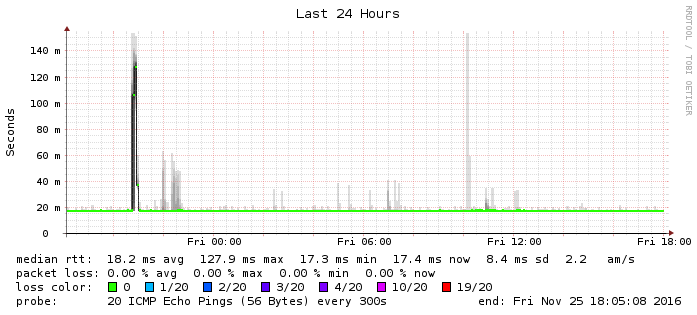 Last 24 Hours
RRDTOOL / TOBI OETIKER
Seconds
140 m
120 m
100 m
80 m
60 m
40 m
20 m
0
Fri 00:00 Fri 06:00 Fri 12:00 Fri 18:00
median rtt: 18.2 ms avg 127.9 ms max 17.3 ms min 17.4 ms now 8.4 ms sd 2.2 am/s
packet loss: 0.00 % avg 0.00 % max 0.00 % min 0.00 % now
loss color: 0 1/20 2/20 3/20 4/20 10/20 19/20
probe: 20 ICMP Echo Pings (56 Bytes) every 300s end: Fri Nov 25 18:05:08 2016